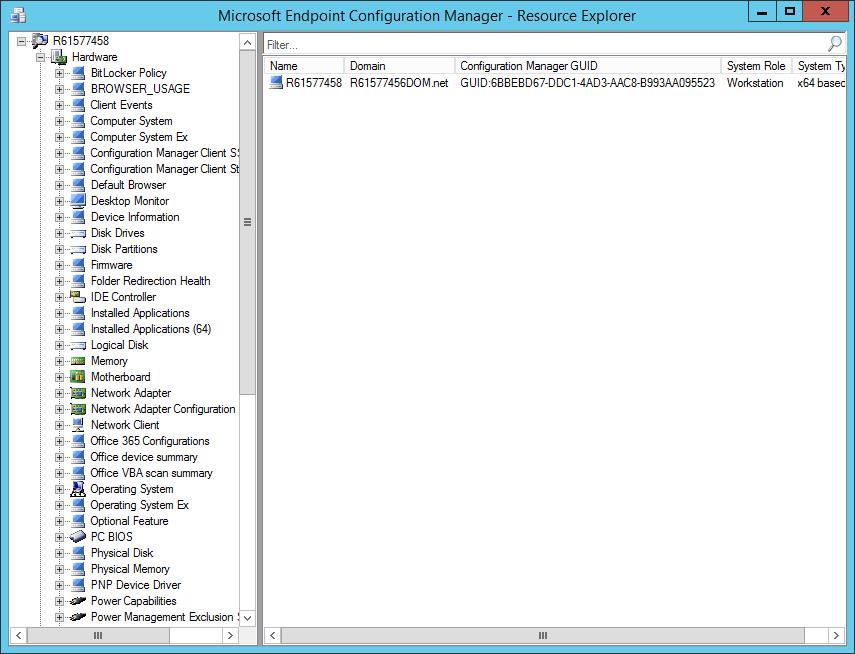 Microsoft Endpoint Configuration Manager - Resource Explorer
R61577458
Hardware
BitLocker Policy
BROWSER_USAGE
Client Events
Computer System
Computer System Ex
Configuration Manager Client S
Configuration Manager Client St
Default Browser
Desktop Monitor
Device Information
Disk Drives
Disk Partitions
Firmware
Folder Redirection Health
IDE Controller
Installed Applications
Installed Applications (64)
Logical Disk
Memory
Motherboard
Network Adapter
Network Adapter Configuration
Network Client
Office 365 Configurations
Office device summary
Office VBA scan summary
Operating System
Operating System Ex
Optional Feature
PC BIOS
Physical Disk
Physical Memory
PNP Device Driver
Power Capabilities
Power Management Exclusion
Filter...
Name Domain Configuration Manager GUID System Role System Ty
R61577458 R61577456DOM.net GUID:6BBEBD67-DDC1-4AD3-AAC8-B993AA095523 Workstation x64 based